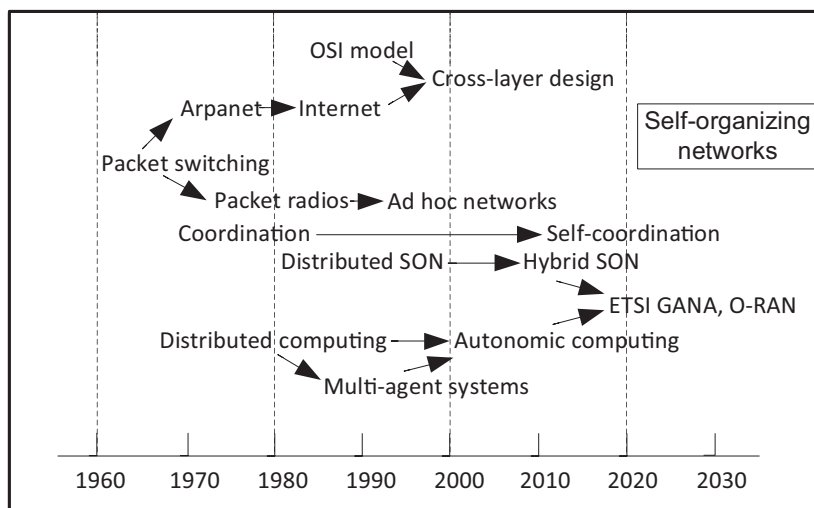 OSI model
Cross-layer design
Arpanet
Internet
Self-organizing
networks
Packet switching
Packet radios
Ad hoc networks
Coordination
Self-coordination
Distributed SON
Hybrid SON
ETSI GANA, O-RAN
Distributed computing
Autonomic computing
Multi-agent systems
1960 1970 1980 1990 2000 2010 2020 2030